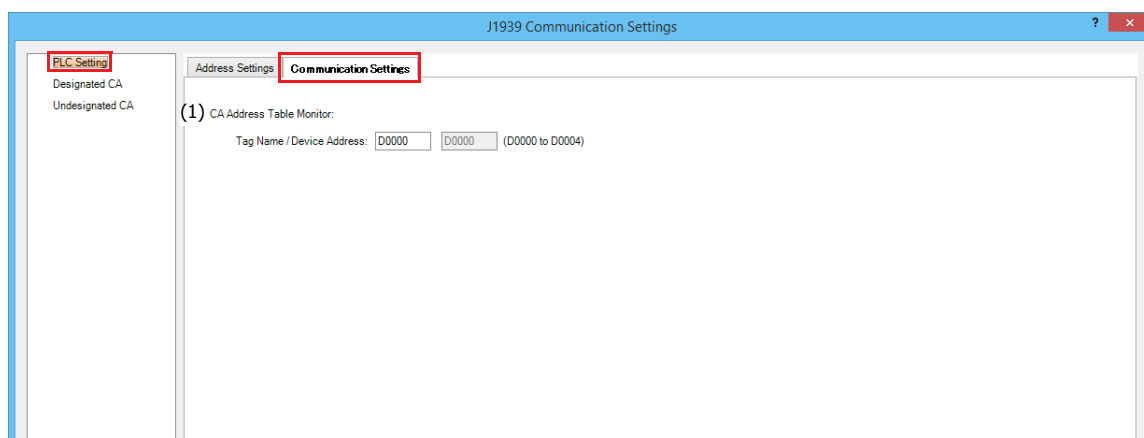 J1939 Communication Settings
? ×
PLC Setting
Designated CA
Undesignated CA
Address Settings Communication Settings
(1) CA Address Table Monitor:
Tag Name / Device Address: D0000 D0000 (D0000 to D0004)